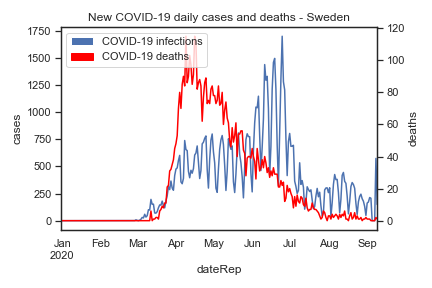 New COVID-19 daily cases and deaths - Sweden
COVID-19 infections
COVID-19 deaths
1750
1500
1250
1000
750
500
250
0
cases
120
100
80
60
40
20
0
deaths
Jan Feb Mar Apr May Jun Jul Aug Sep
2020
dateRep